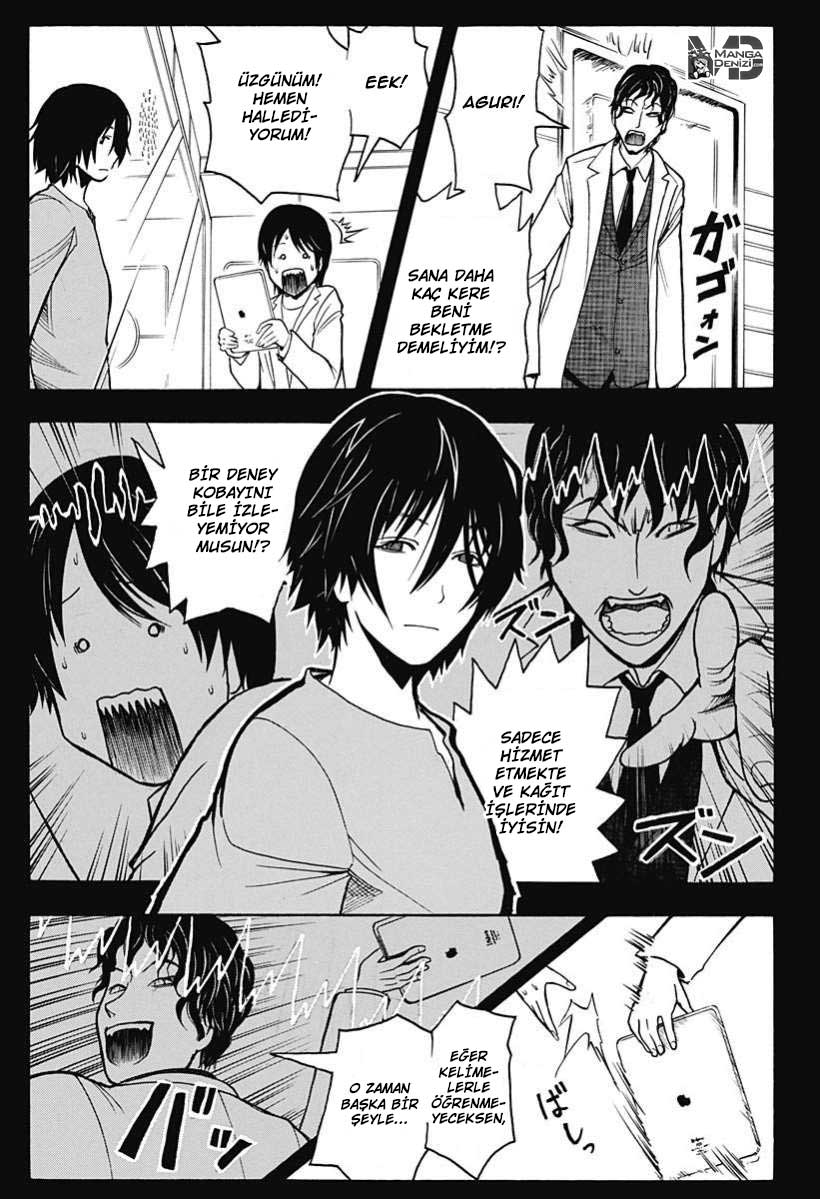 MANGA
DENİZİ.com
AGURI!
SANA DAHA
KAÇ KERE
BENİ
BEKLETME
DEMELİYİM!?
ガゴォン
EEK!
ÜZGÜNÜM!
HEMEN
HALLEDİ-
YORUM!
BİR DENEY
KOBAYINI
BİLE İZLE-
YEMİYOR
MUSUN!?
ズン
SADECE
HİZMET
ETMEKTE
VE KAĞIT
İŞLERİNDE
İYİSİN!
ズン
ばしっ
EĞER
KELİME-
LERLE
ÖĞRENME-
YECEKSEN,
O ZAMAN
BAŞKA BİR
ŞEYLE...
バッ